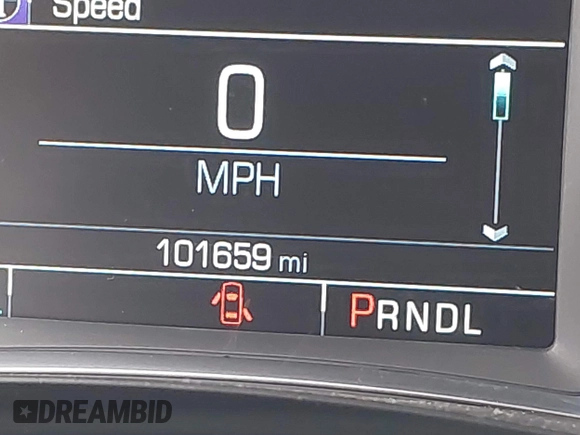 Speed
0
MPH
101659 mi
PRNDL
DREAMBID